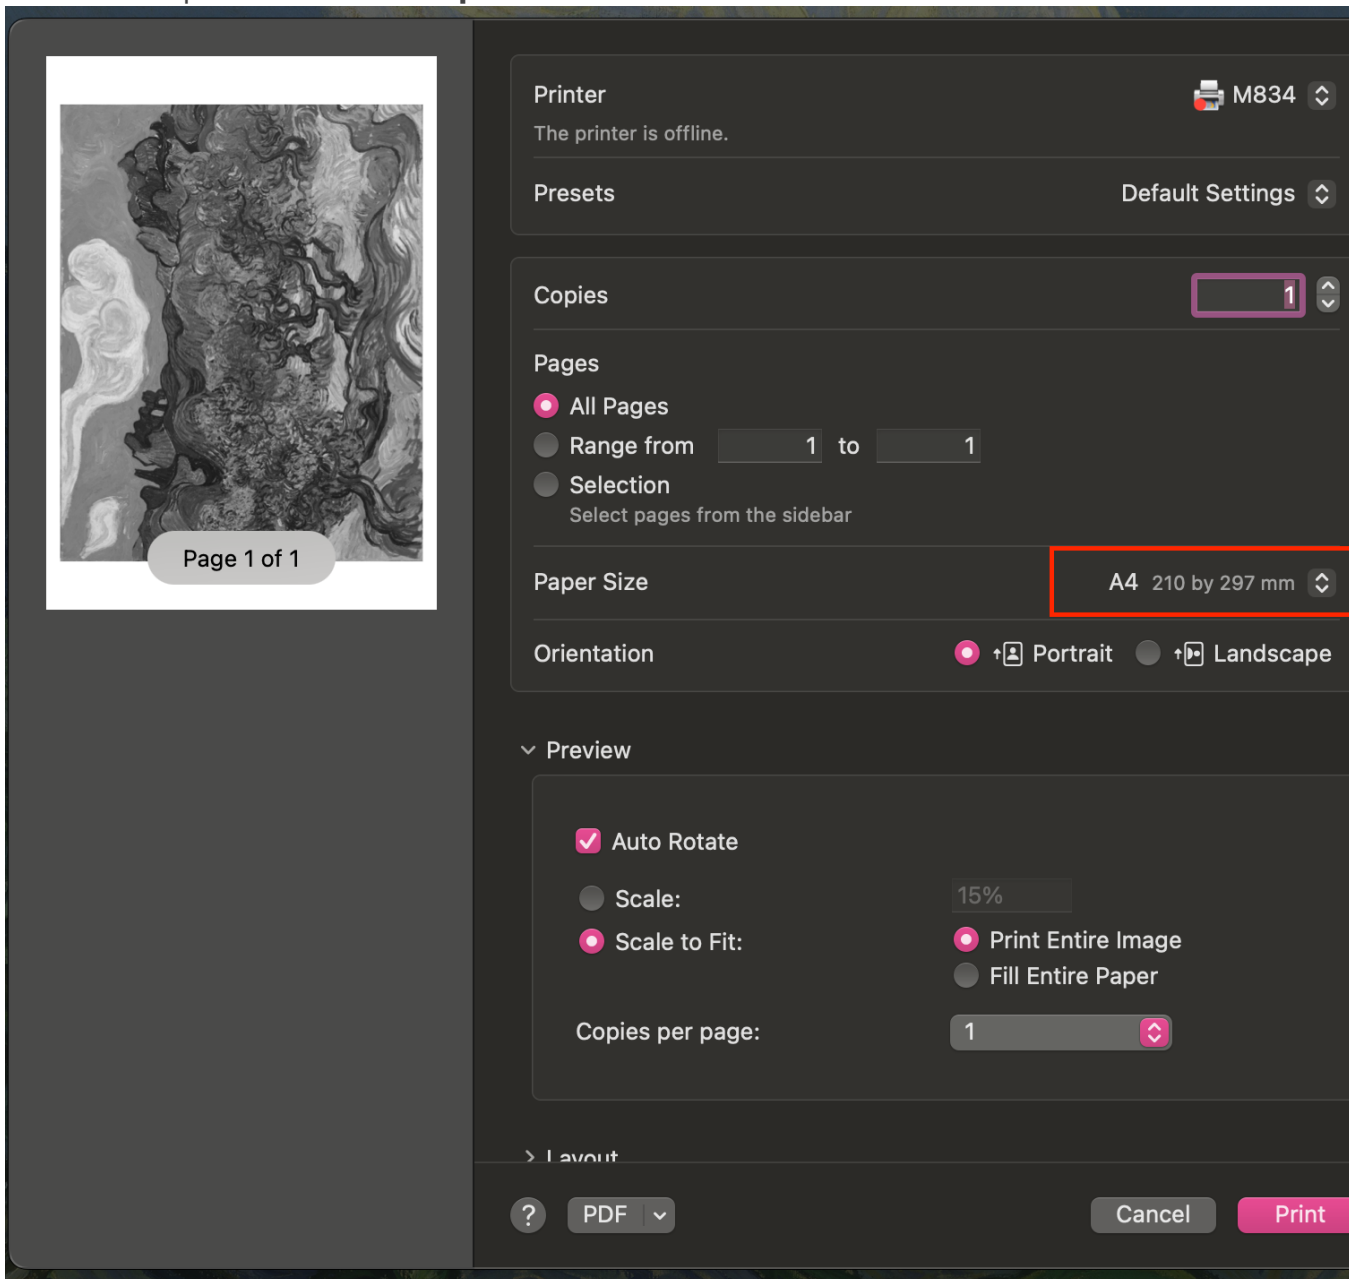 Printer M834
The printer is offline.
Presets Default Settings
Copies 1
Pages
All Pages
Range from 1 to 1
Selection
Select pages from the sidebar
Page 1 of 1
Paper Size A4 210 by 297 mm
Orientation Portrait Landscape
Preview
Auto Rotate
Scale: 15%
Scale to Fit: Print Entire Image
Fill Entire Paper
Copies per page: 1
Layout
? PDF Cancel Print